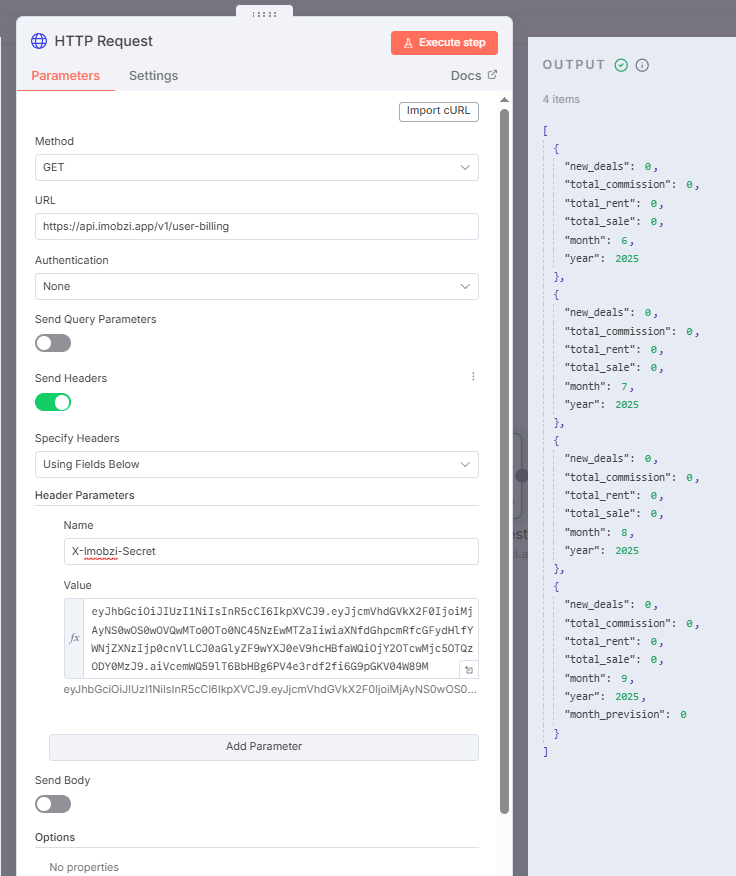 HTTP Request
Execute step
Parameters
Settings
Docs
Import cURL
Method
GET
URL
https://api.imobzi.app/v1/user-billing
Authentication
None
Send Query Parameters
Send Headers
Specify Headers
Using Fields Below
Header Parameters
Name
X-Imobzi-Secret
Value
fx
eyJhbGciOiJIUzI1NiIsInR5cCI6IkpXVCJ9.eyJjcmVhdGVkX2F0IjoiMj
AyNS0wOS0wOVQwMTo0OTo0NC45NzEwMTZaIiwiaXNfdGhpcmRfcGFydHlfY
WNjZXNzIjp0cnVlLCJ0aGlyZF9wYXJ0eV9hcHBfaWQiOjY2OTcwMjc5OTQz
ODY0MzJ9.aiVcemWQ59lT6BbHBg6PV4e3rdf2fi6G9pGKV04W89M
eyJhbGciOiJIUzI1NiIsInR5cCI6IkpXVCJ9.eyJjcmVhdGVkX2F0IjoiMjAyNS0wOS0...
Add Parameter
Send Body
Options
No properties
OUTPUT
4 items
[
{
"new_deals": 0,
"total_commission": 0,
"total_rent": 0,
"total_sale": 0,
"month": 6,
"year": 2025
},
{
"new_deals": 0,
"total_commission": 0,
"total_rent": 0,
"total_sale": 0,
"month": 7,
"year": 2025
},
{
"new_deals": 0,
"total_commission": 0,
"total_rent": 0,
"total_sale": 0,
"month": 8,
"year": 2025
},
{
"new_deals": 0,
"total_commission": 0,
"total_rent": 0,
"total_sale": 0,
"month": 9,
"year": 2025,
"month_prevision": 0
}
]